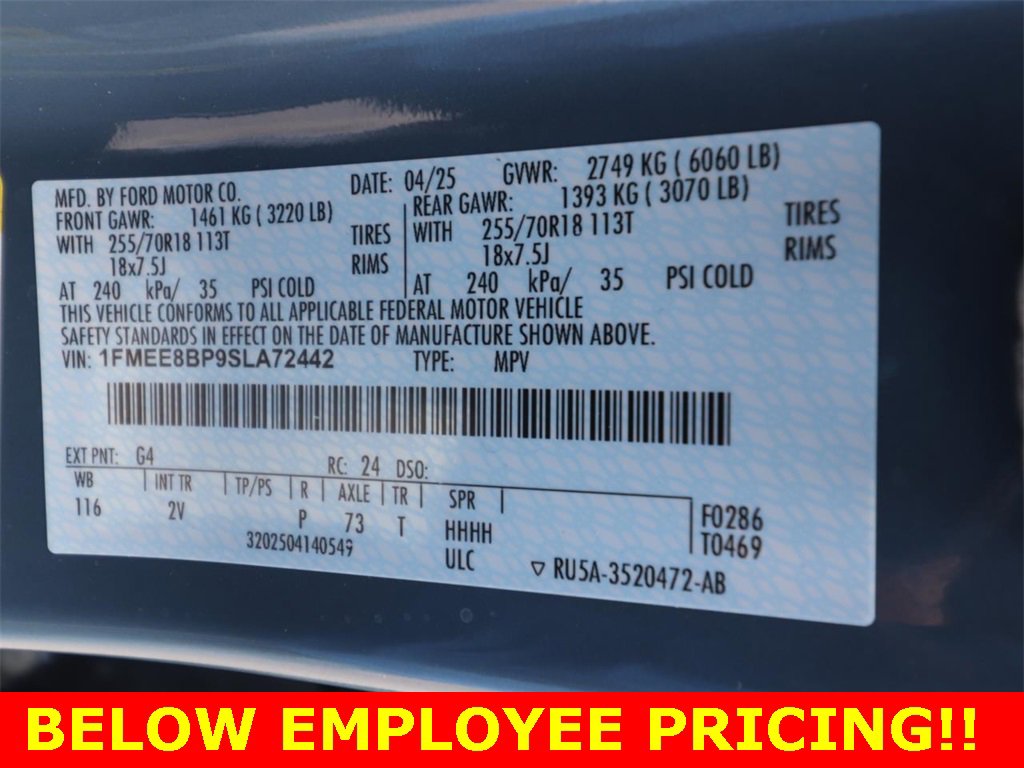 MFD. BY FORD MOTOR CO. DATE: 04/25 GVWR: 2749 KG ( 6060 LB)
FRONT GAWR: 1461 KG ( 3220 LB) REAR GAWR: 1393 KG ( 3070 LB)
WITH 255/70R18 113T TIRES WITH 255/70R18 113T TIRES
18x7.5J RIMS 18x7.5J RIMS
AT 240 kPa/ 35 PSI COLD AT 240 kPa/ 35 PSI COLD
THIS VEHICLE CONFORMS TO ALL APPLICABLE FEDERAL MOTOR VEHICLE
SAFETY STANDARDS IN EFFECT ON THE DATE OF MANUFACTURE SHOWN ABOVE.
VIN: 1FMEE8BP9SLA72442 TYPE: MPV
EXT PNT: G4 RC: 24 DSO:
WB INT TR TP/PS R AXLE TR SPR
116 2V P 73 T HHHH F0286
3202504140549 ULC T0469
RU5A-3520472-AB
BELOW EMPLOYEE PRICING!!